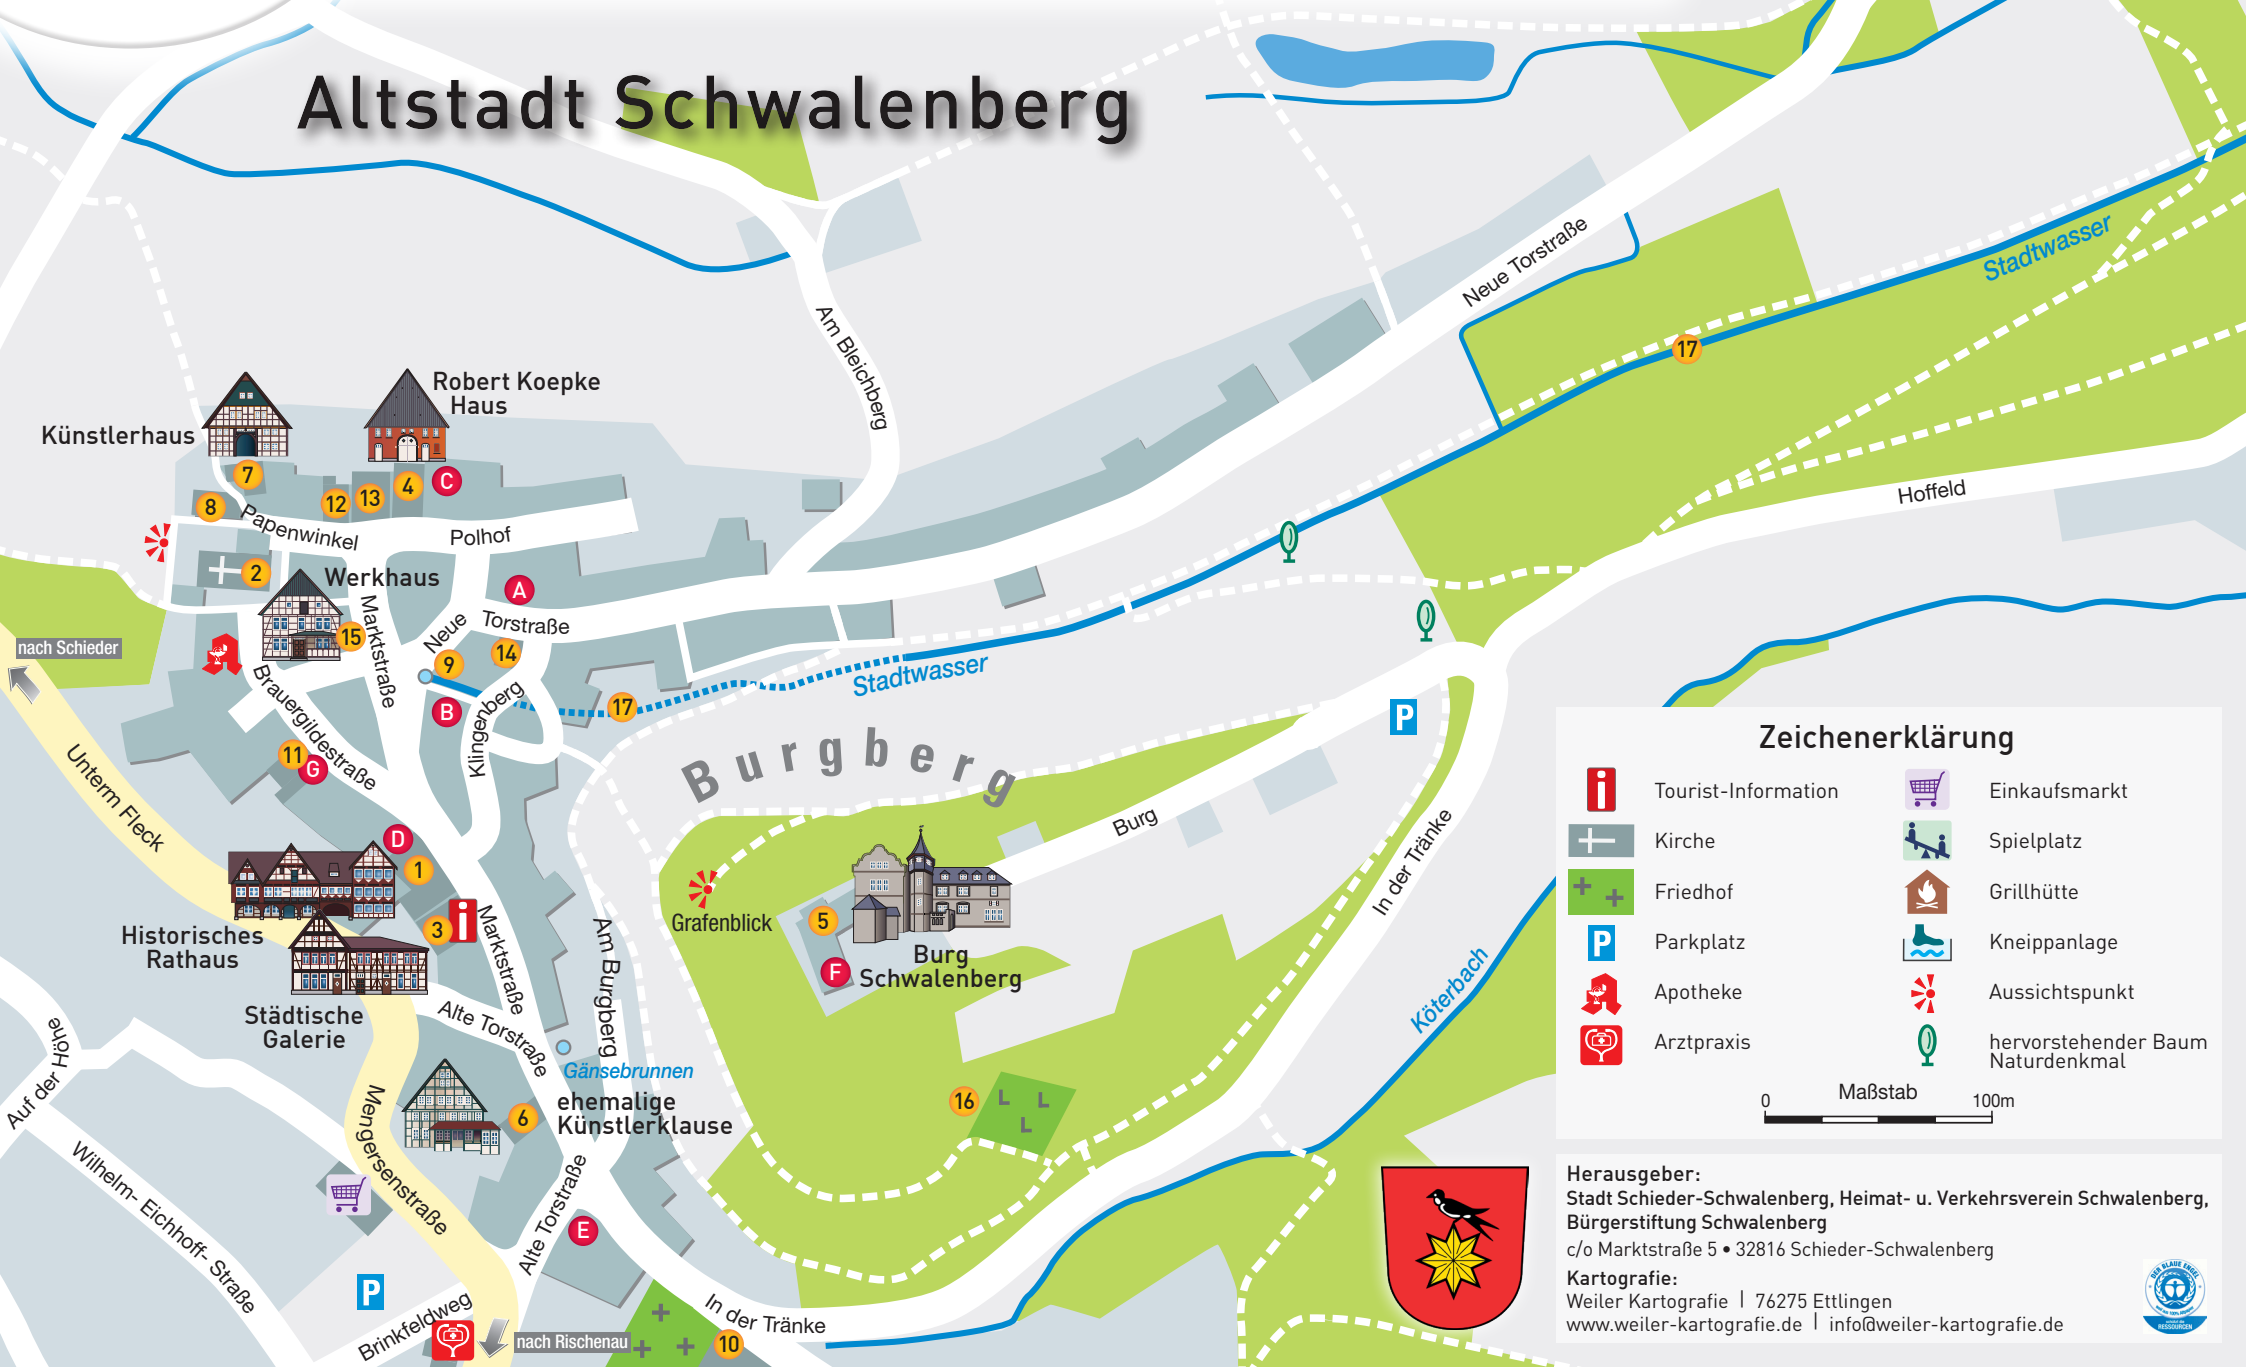 Altstadt Schwalenberg
Neue Torstraße
Stadtwasser
17
Am Bleichberg
Robert Koepke
Haus
Künstlerhaus
7
8
12
13
4
C
Papenwinkel
Polhof
Hoffeld
2
Werkhaus
A
Marktstraße
Neue
Torstraße
15
14
9
nach Schieder
B
Klingenberg
17
Stadtwasser
Brauergildestraße
11
G
Unterm Fleck
Burgberg
P
Burg
In der Tränke
D
1
3
i
Marktstraße
Historisches
Rathaus
Grafenblick
5
F
Burg
Schwalenberg
Am Burgberg
Köterbach
Städtische
Galerie
Alte Torstraße
Gänsebrunnen
ehemalige
Künstlerklause
6
16
Auf der Höhe
Mengersenstraße
Wilhelm- Eichhoff- Straße
Alte Torstraße
E
P
Brinkfeldweg
nach Rischenau
In der Tränke
10
Zeichenerklärung
i Tourist-Information
Kirche
Friedhof
P Parkplatz
Apotheke
Arztpraxis
Einkaufsmarkt
Spielplatz
Grillhütte
Kneippanlage
Aussichtspunkt
hervorstehender Baum
Naturdenkmal
Maßstab
0 100m
Herausgeber:
Stadt Schieder-Schwalenberg, Heimat- u. Verkehrsverein Schwalenberg,
Bürgerstiftung Schwalenberg
c/o Marktstraße 5 • 32816 Schieder-Schwalenberg
Kartografie:
Weiler Kartografie | 76275 Ettlingen
www.weiler-kartografie.de | info@weiler-kartografie.de
DER BLAUE ENGEL
RESSOURCEN